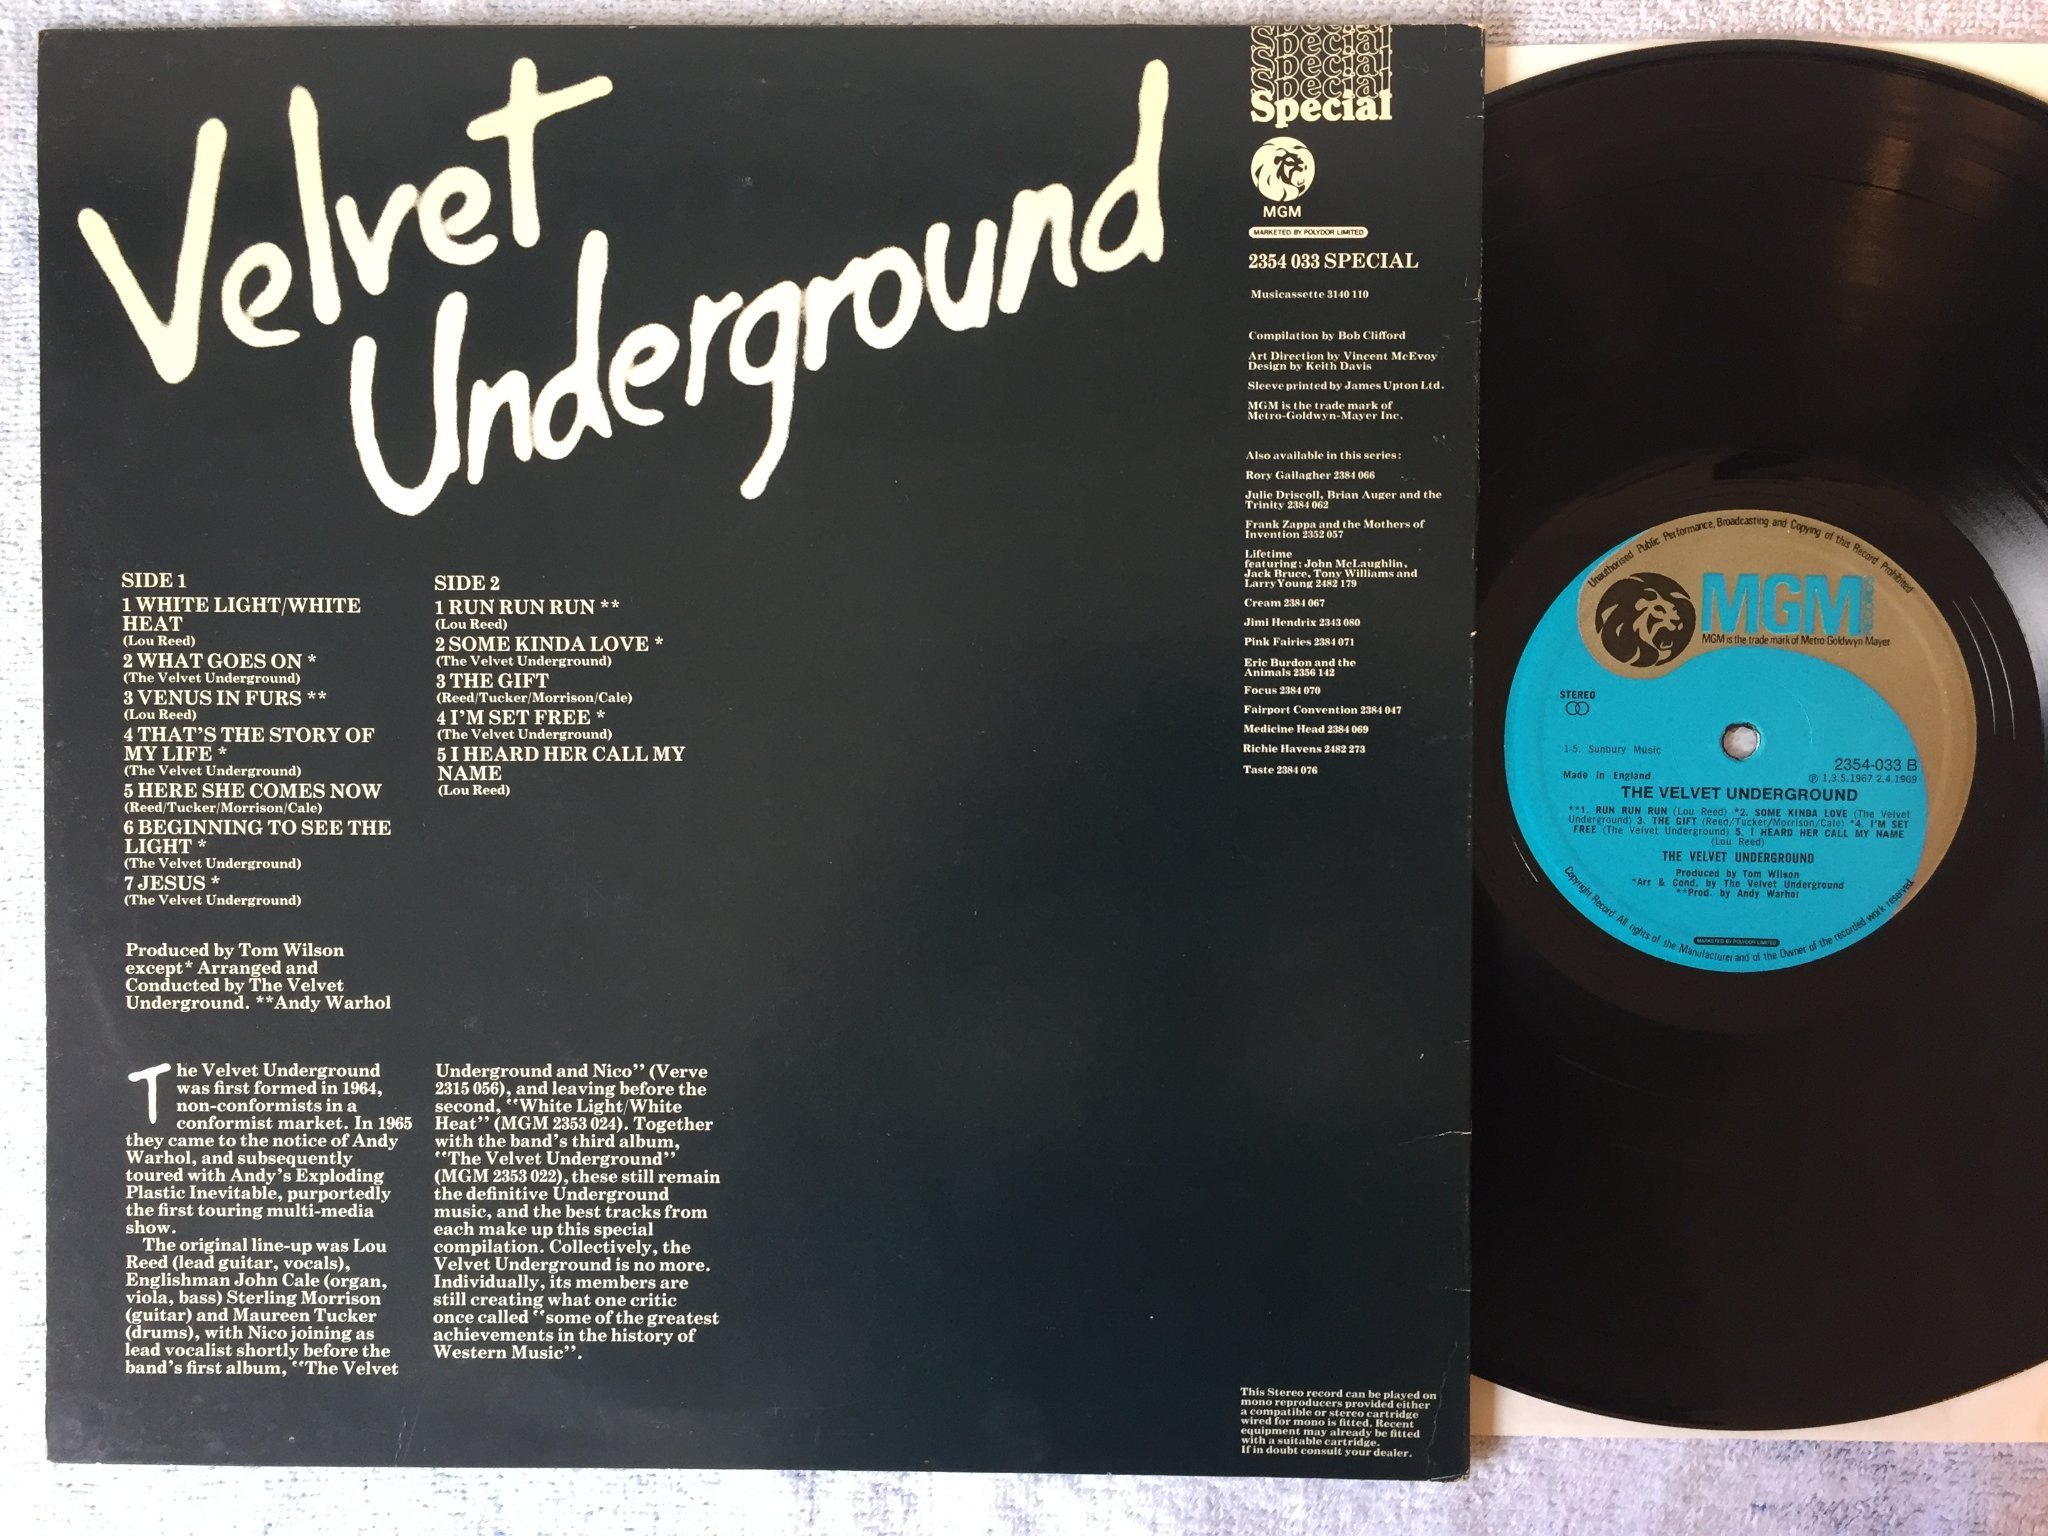 Velvet
Underground
SIDE 1
1 WHITE LIGHT/WHITE
HEAT
(Lou Reed)
2 WHAT GOES ON *
(The Velvet Underground)
3 VENUS IN FURS **
(Lou Reed)
4 THAT'S THE STORY OF
MY LIFE *
(The Velvet Underground)
5 HERE SHE COMES NOW
(Reed/Tucker/Morrison/Cale)
6 BEGINNING TO SEE THE
LIGHT *
(The Velvet Underground)
7 JESUS *
(The Velvet Underground)
SIDE 2
1 RUN RUN RUN **
(Lou Reed)
2 SOME KINDA LOVE *
(The Velvet Underground)
3 THE GIFT
(Reed/Tucker/Morrison/Cale)
4 I'M SET FREE *
(The Velvet Underground)
5 I HEARD HER CALL MY
NAME
(Lou Reed)
Produced by Tom Wilson
except* Arranged and
Conducted by The Velvet
Underground. **Andy Warhol
The Velvet Underground
was first formed in 1964,
non-conformists in a
conformist market. In 1965
they came to the notice of Andy
Warhol, and subsequently
toured with Andy's Exploding
Plastic Inevitable, purportedly
the first touring multi-media
show.
The original line-up was Lou
Reed (lead guitar, vocals),
Englishman John Cale (organ,
viola, bass) Sterling Morrison
(guitar) and Maureen Tucker
(drums), with Nico joining as
lead vocalist shortly before the
band's first album, "The Velvet
Underground and Nico" (Verve
2315 056), and leaving before the
second, "White Light/White
Heat" (MGM 2353 024). Together
with the band's third album,
"The Velvet Underground"
(MGM 2353 022), these still remain
the definitive Underground
music, and the best tracks from
each make up this special
compilation. Collectively, the
Velvet Underground is no more.
Individually, its members are
still creating what one critic
once called "some of the greatest
achievements in the history of
Western Music".
Special
Special
Special
Special
Special
MGM
MARKETED BY POLYDOR LIMITED
2354 033 SPECIAL
Musicassette 3140 110
Compilation by Bob Clifford
Art Direction by Vincent McEvoy
Design by Keith Davis
Sleeve printed by James Upton Ltd.
MGM is the trade mark of
Metro-Goldwyn-Mayer Inc.
Also available in this series:
Rory Gallagher 2384 066
Julie Driscoll, Brian Auger and the
Trinity 2384 062
Frank Zappa and the Mothers of
Invention 2352 057
Lifetime
featuring: John McLaughlin,
Jack Bruce, Tony Williams and
Larry Young 2482 179
Cream 2384 067
Jimi Hendrix 2343 080
Pink Fairies 2384 071
Eric Burdon and the
Animals 2356 142
Focus 2384 070
Fairport Convention 2384 047
Medicine Head 2384 069
Richie Havens 2482 273
Taste 2384 076
This Stereo record can be played on
mono reproducers provided either
a compatible or stereo cartridge
wired for mono is fitted. Recent
equipment may already be fitted
with a suitable cartridge.
If in doubt consult your dealer.
Unauthorised Public Performance, Broadcasting and Copying of this Record Prohibited
MGM
MGM is the trade mark of Metro-Goldwyn-Mayer
STEREO
1-5. Sunbury Music
2354-033 B
Made in England
℗ 1,3,5.1967 2.4.1969
THE VELVET UNDERGROUND
**1. RUN RUN RUN (Lou Reed) *2. SOME KINDA LOVE (The Velvet
Underground) 3. THE GIFT (Reed/Tucker/Morrison/Cale) *4. I'M SET
FREE (The Velvet Underground) 5. I HEARD HER CALL MY NAME
(Lou Reed)
THE VELVET UNDERGROUND
Produced by Tom Wilson
*Arr & Cond. by The Velvet Underground
**Prod. by Andy Warhol
MARKETED BY POLYDOR LIMITED
Copyright Record All rights of the Manufacturer and of the Owner of the recorded work reserved.